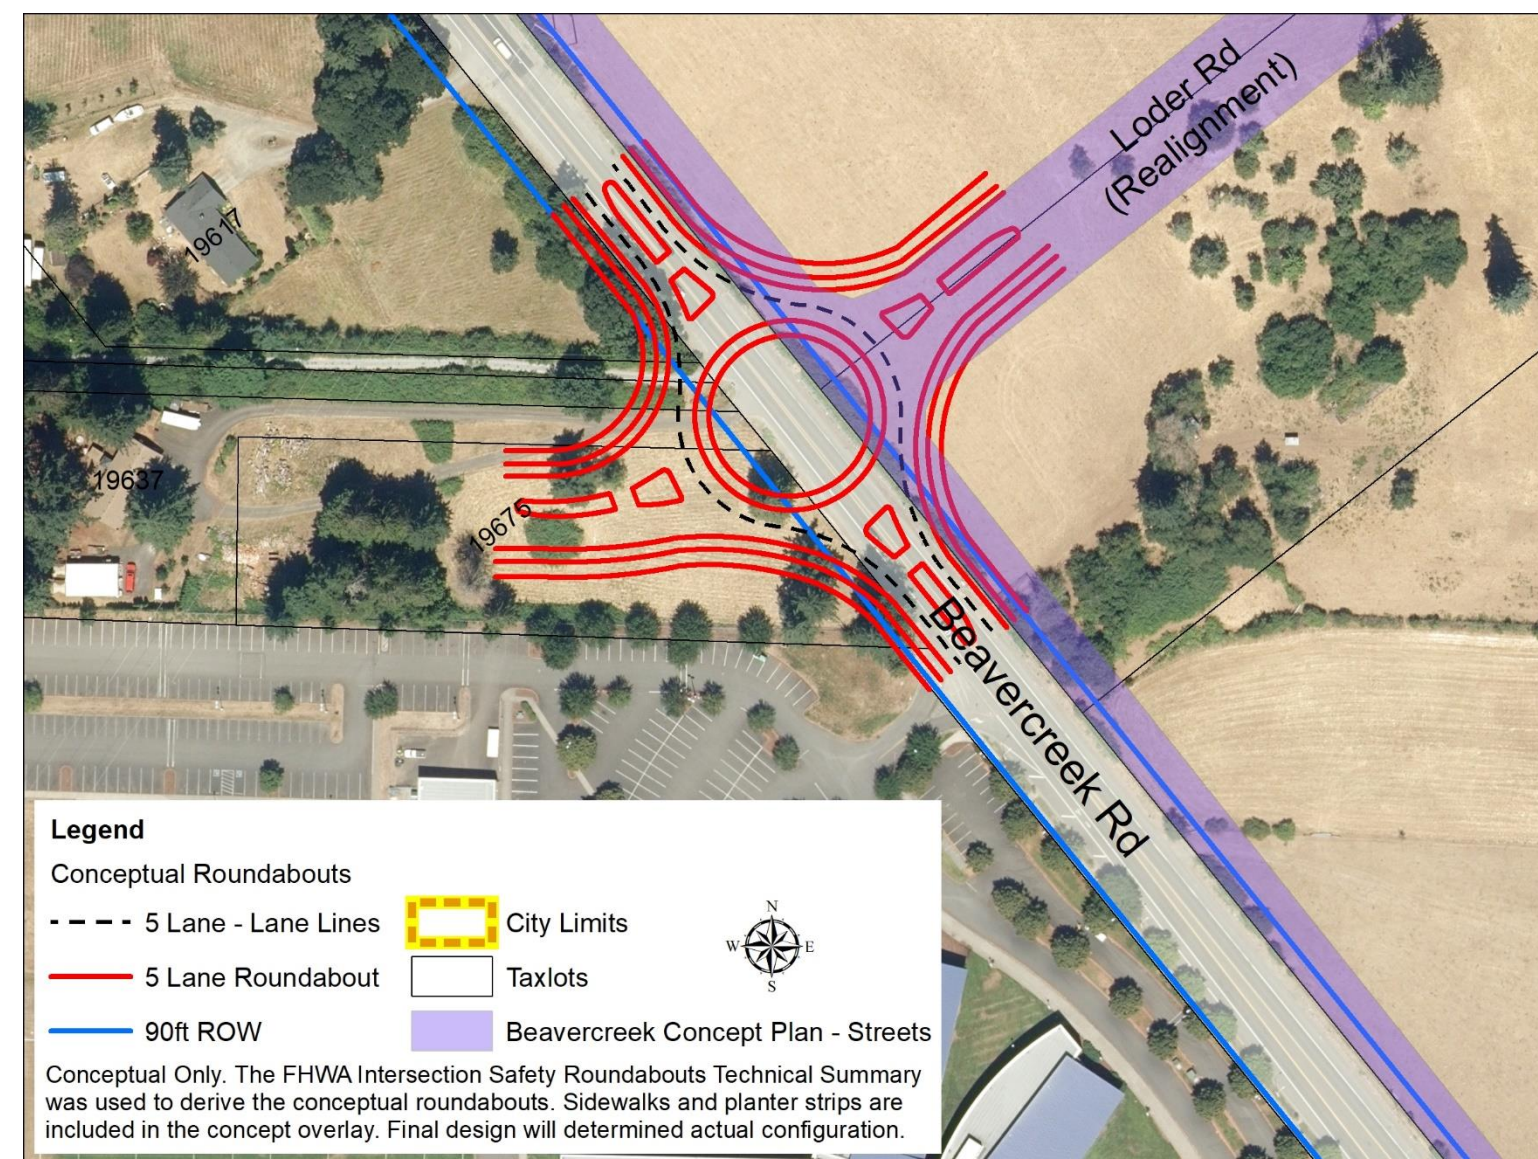 Loder Rd
(Realignment)
19617
19637
19675
Beavercreek Rd
Legend
Conceptual Roundabouts
5 Lane - Lane Lines
City Limits
5 Lane Roundabout
Taxlots
90ft ROW
Beavercreek Concept Plan - Streets
N
W
E
S
Conceptual Only. The FHWA Intersection Safety Roundabouts Technical Summary
was used to derive the conceptual roundabouts. Sidewalks and planter strips are
included in the concept overlay. Final design will determined actual configuration.